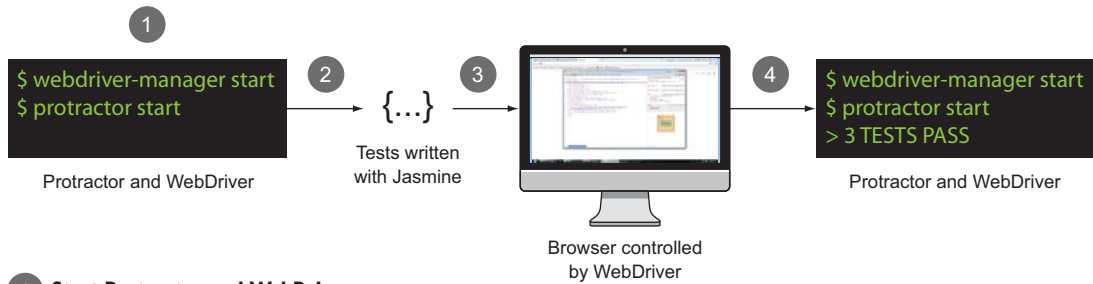 1
$ webdriver-manager start
$ protractor start
2
{...}
3
4
$ webdriver-manager start
$ protractor start
> 3 TESTS PASS
Protractor and WebDriver
Tests written
with Jasmine
Browser controlled
by WebDriver
Protractor and WebDriver